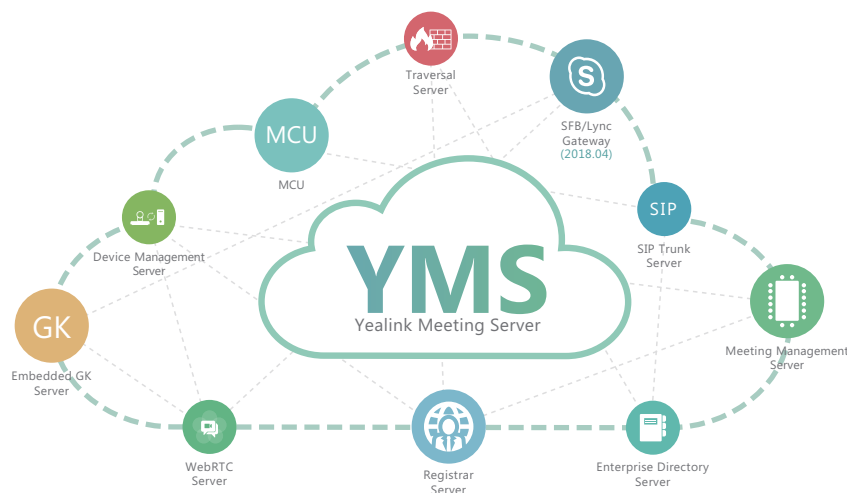 Traversal
Server
S
SFB/Lync
Gateway
(2018.04)
MCU
MCU
SIP
SIP Trunk
Server
Device Management
Server
YMS
Yealink Meeting Server
GK
Embedded GK
Server
Meeting Management
Server
WebRTC
Server
Registrar
Server
Enterprise Directory
Server